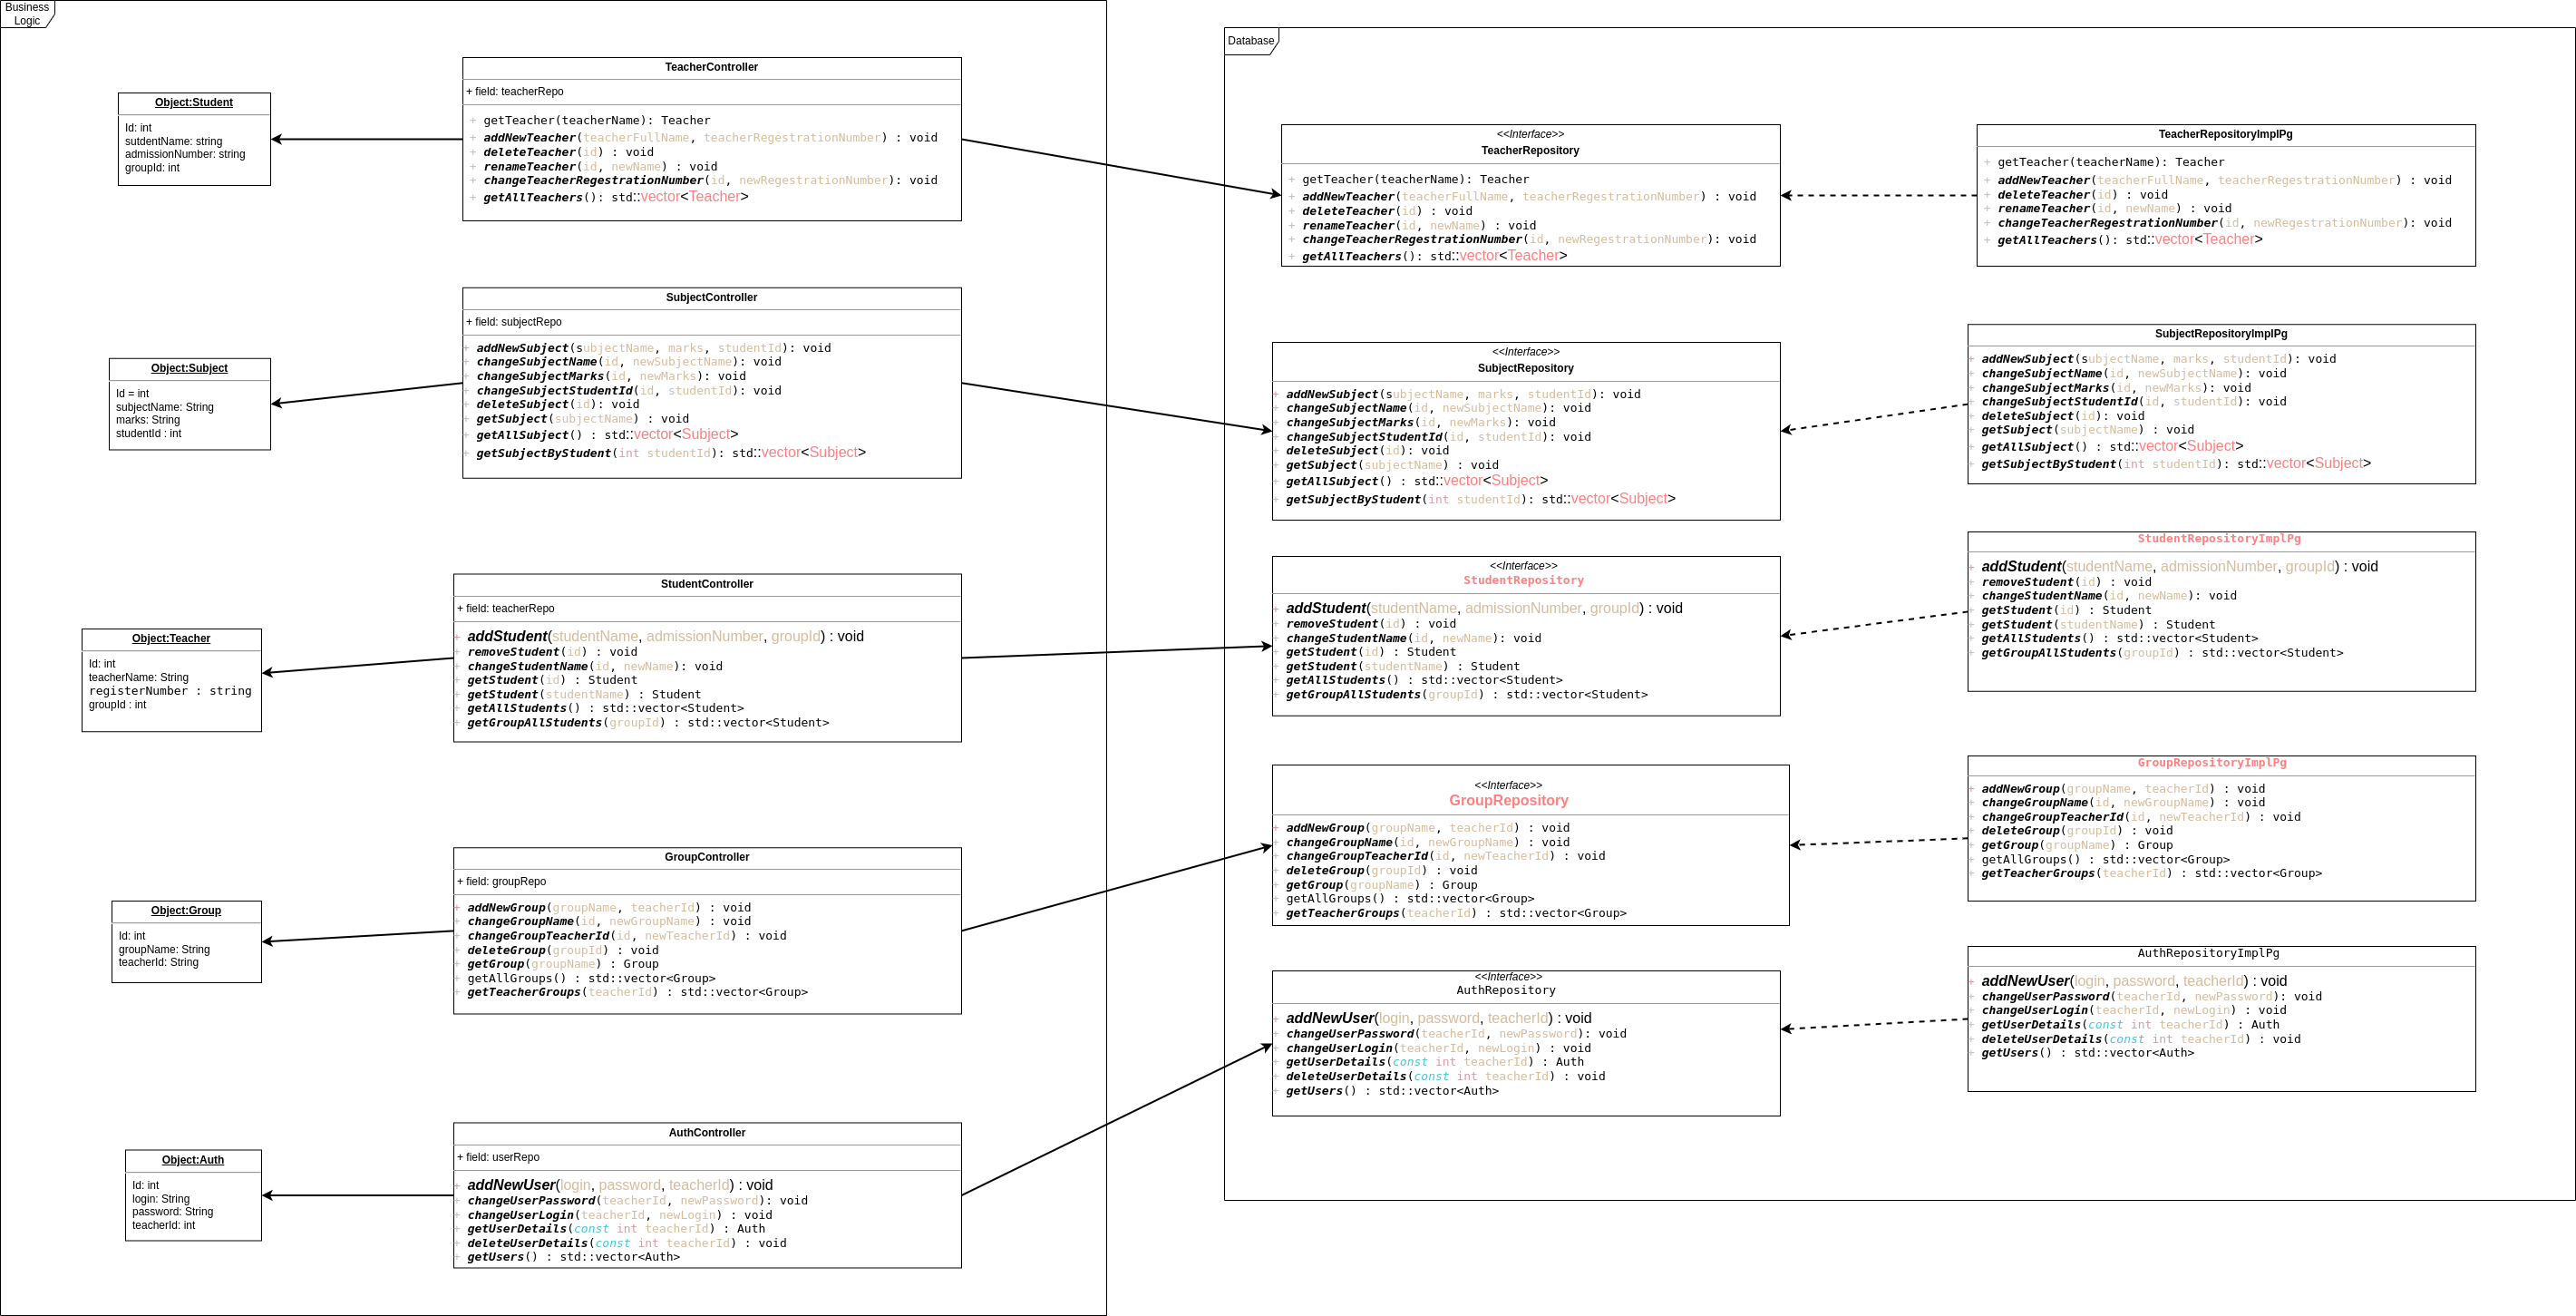 Business
Logic
Object:Student
Id: int
sutdentName: string
admissionNumber: string
groupId: int
Object:Subject
Id = int
subjectName: String
marks: String
studentId : int
Object:Teacher
Id: int
teacherName: String
registerNumber : string
groupId : int
Object:Group
Id: int
groupName: String
teacherId: String
Object:Auth
Id: int
login: String
password: String
teacherId: int
TeacherController
+ field: teacherRepo
+ getTeacher(teacherName): Teacher
+ addNewTeacher(teacherFullName, teacherRegestrationNumber) : void
+ deleteTeacher(id) : void
+ renameTeacher(id, newName) : void
+ changeTeacherRegestrationNumber(id, newRegestrationNumber): void
+ getAllTeachers(): std::vector<Teacher>
SubjectController
+ field: subjectRepo
+ addNewSubject(subjectName, marks, studentId): void
+ changeSubjectName(id, newSubjectName): void
+ changeSubjectMarks(id, newMarks): void
+ changeSubjectStudentId(id, studentId): void
+ deleteSubject(id): void
+ getSubject(subjectName) : void
+ getAllSubject() : std::vector<Subject>
+ getSubjectByStudent(int studentId): std::vector<Subject>
StudentController
+ field: teacherRepo
+ addStudent(studentName, admissionNumber, groupId) : void
+ removeStudent(id) : void
+ changeStudentName(id, newName): void
+ getStudent(id) : Student
+ getStudent(studentName) : Student
+ getAllStudents() : std::vector<Student>
+ getGroupAllStudents(groupId) : std::vector<Student>
GroupController
+ field: groupRepo
+ addNewGroup(groupName, teacherId) : void
+ changeGroupName(id, newGroupName) : void
+ changeGroupTeacherId(id, newTeacherId) : void
+ deleteGroup(groupId) : void
+ getGroup(groupName) : Group
+ getAllGroups() : std::vector<Group>
+ getTeacherGroups(teacherId) : std::vector<Group>
AuthController
+ field: userRepo
+ addNewUser(login, password, teacherId) : void
+ changeUserPassword(teacherId, newPassword): void
+ changeUserLogin(teacherId, newLogin) : void
+ getUserDetails(const int teacherId) : Auth
+ deleteUserDetails(const int teacherId) : void
+ getUsers() : std::vector<Auth>
Database
<<Interface>>
TeacherRepository
+ getTeacher(teacherName): Teacher
+ addNewTeacher(teacherFullName, teacherRegestrationNumber) : void
+ deleteTeacher(id) : void
+ renameTeacher(id, newName) : void
+ changeTeacherRegestrationNumber(id, newRegestrationNumber): void
+ getAllTeachers(): std::vector<Teacher>
<<Interface>>
SubjectRepository
+ addNewSubject(subjectName, marks, studentId): void
+ changeSubjectName(id, newSubjectName): void
+ changeSubjectMarks(id, newMarks): void
+ changeSubjectStudentId(id, studentId): void
+ deleteSubject(id): void
+ getSubject(subjectName) : void
+ getAllSubject() : std::vector<Subject>
+ getSubjectByStudent(int studentId): std::vector<Subject>
<<Interface>>
StudentRepository
+ addStudent(studentName, admissionNumber, groupId) : void
+ removeStudent(id) : void
+ changeStudentName(id, newName): void
+ getStudent(id) : Student
+ getStudent(studentName) : Student
+ getAllStudents() : std::vector<Student>
+ getGroupAllStudents(groupId) : std::vector<Student>
<<Interface>>
GroupRepository
+ addNewGroup(groupName, teacherId) : void
+ changeGroupName(id, newGroupName) : void
+ changeGroupTeacherId(id, newTeacherId) : void
+ deleteGroup(groupId) : void
+ getGroup(groupName) : Group
+ getAllGroups() : std::vector<Group>
+ getTeacherGroups(teacherId) : std::vector<Group>
<<Interface>>
AuthRepository
+ addNewUser(login, password, teacherId) : void
+ changeUserPassword(teacherId, newPassword): void
+ changeUserLogin(teacherId, newLogin) : void
+ getUserDetails(const int teacherId) : Auth
+ deleteUserDetails(const int teacherId) : void
+ getUsers() : std::vector<Auth>
TeacherRepositoryImplPg
+ getTeacher(teacherName): Teacher
+ addNewTeacher(teacherFullName, teacherRegestrationNumber) : void
+ deleteTeacher(id) : void
+ renameTeacher(id, newName) : void
+ changeTeacherRegestrationNumber(id, newRegestrationNumber): void
+ getAllTeachers(): std::vector<Teacher>
SubjectRepositoryImplPg
+ addNewSubject(subjectName, marks, studentId): void
+ changeSubjectName(id, newSubjectName): void
+ changeSubjectMarks(id, newMarks): void
+ changeSubjectStudentId(id, studentId): void
+ deleteSubject(id): void
+ getSubject(subjectName) : void
+ getAllSubject() : std::vector<Subject>
+ getSubjectByStudent(int studentId): std::vector<Subject>
StudentRepositoryImplPg
+ addStudent(studentName, admissionNumber, groupId) : void
+ removeStudent(id) : void
+ changeStudentName(id, newName): void
+ getStudent(id) : Student
+ getStudent(studentName) : Student
+ getAllStudents() : std::vector<Student>
+ getGroupAllStudents(groupId) : std::vector<Student>
GroupRepositoryImplPg
+ addNewGroup(groupName, teacherId) : void
+ changeGroupName(id, newGroupName) : void
+ changeGroupTeacherId(id, newTeacherId) : void
+ deleteGroup(groupId) : void
+ getGroup(groupName) : Group
+ getAllGroups() : std::vector<Group>
+ getTeacherGroups(teacherId) : std::vector<Group>
AuthRepositoryImplPg
+ addNewUser(login, password, teacherId) : void
+ changeUserPassword(teacherId, newPassword): void
+ changeUserLogin(teacherId, newLogin) : void
+ getUserDetails(const int teacherId) : Auth
+ deleteUserDetails(const int teacherId) : void
+ getUsers() : std::vector<Auth>